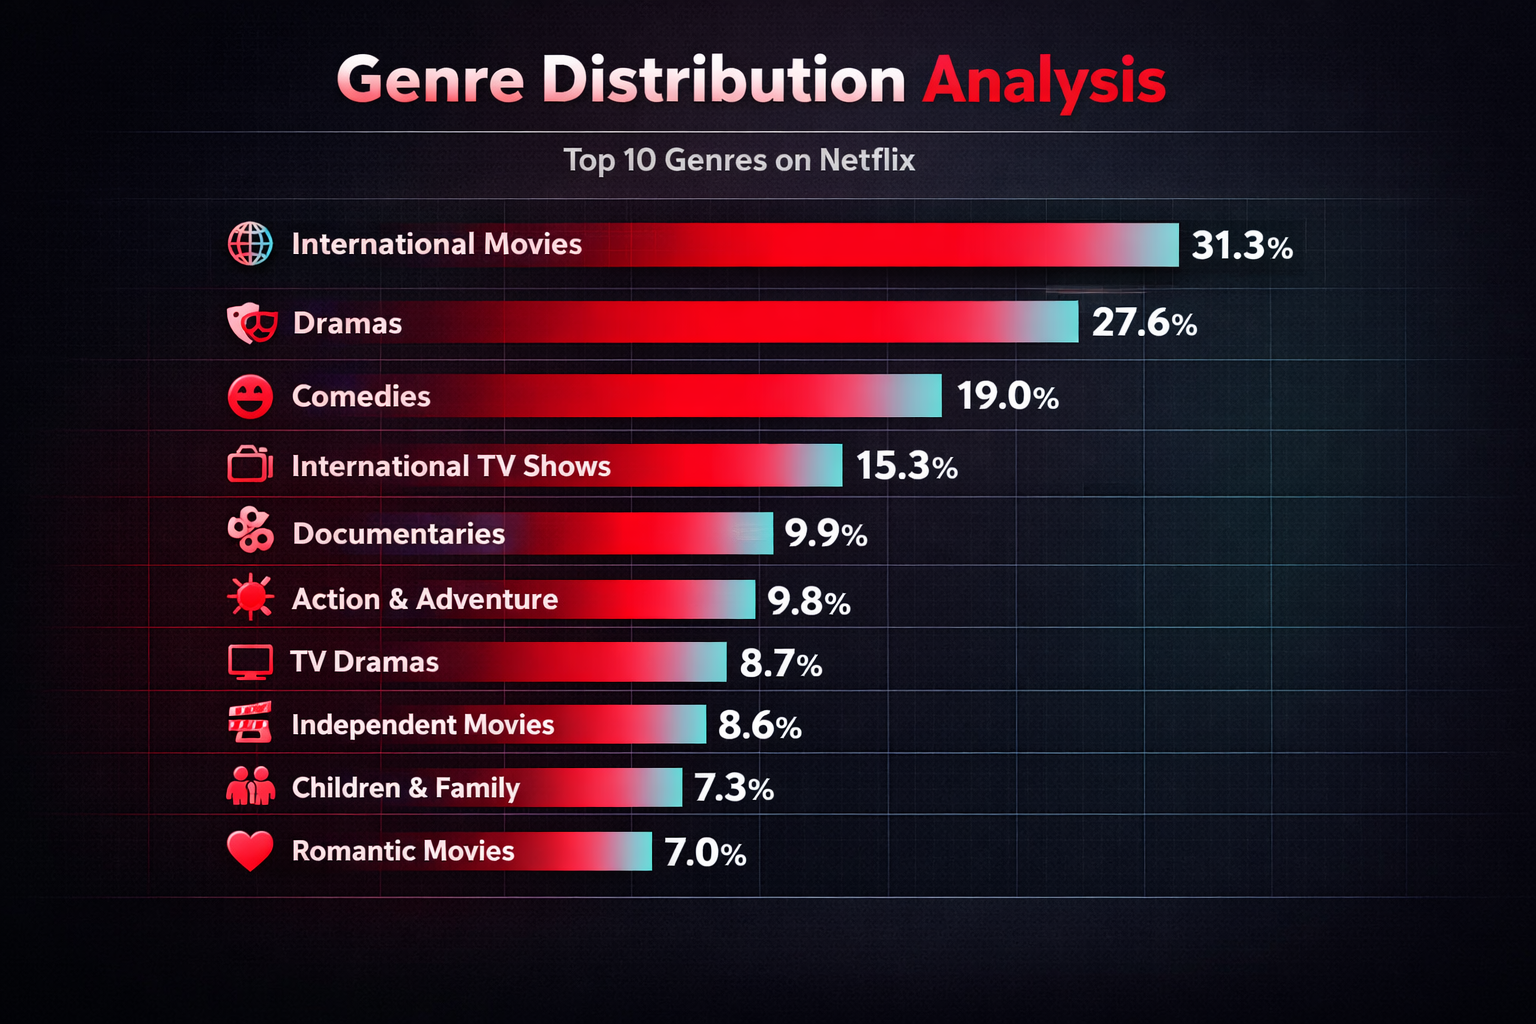 Genre Distribution Analysis
Top 10 Genres on Netflix
International Movies 31.3%
Dramas 27.6%
Comedies 19.0%
International TV Shows 15.3%
Documentaries 9.9%
Action & Adventure 9.8%
TV Dramas 8.7%
Independent Movies 8.6%
Children & Family 7.3%
Romantic Movies 7.0%